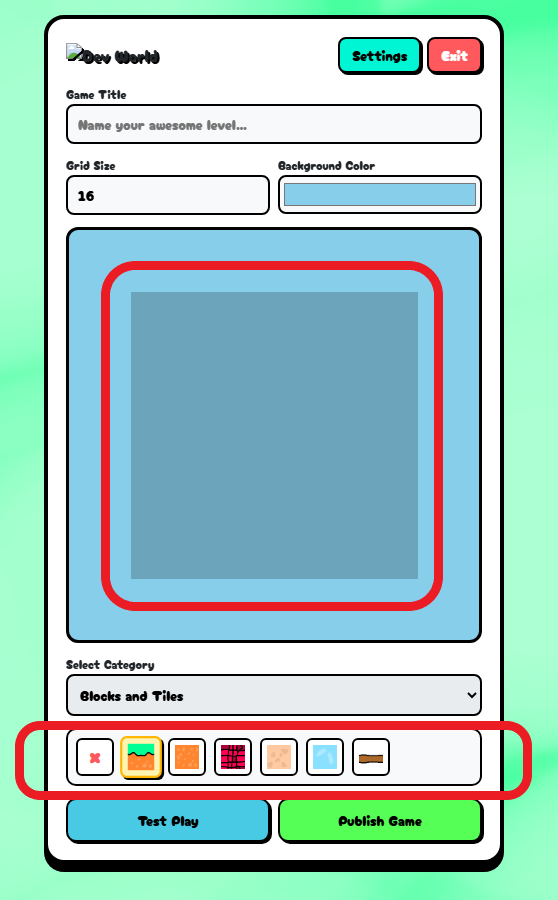 Dev World
Settings
Exit
Game Title
Name your awesome level...
Grid Size
Background Color
16
Select Category
Blocks and Tiles
Test Play
Publish Game